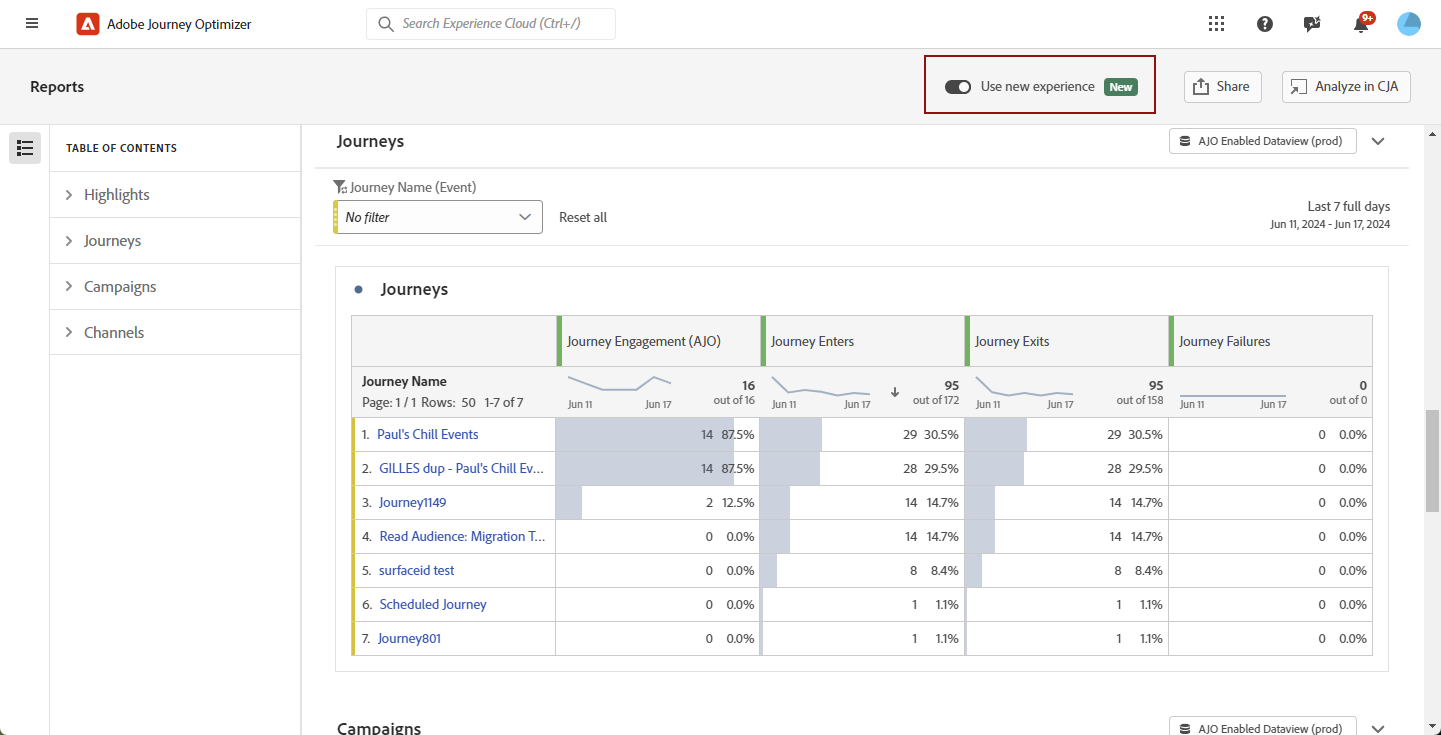 Adobe Journey Optimizer
Search Experience Cloud (Ctrl+/)
9+
Reports
Use new experience New
Share
Analyze in CJA
TABLE OF CONTENTS
Highlights
Journeys
Campaigns
Channels
Journeys
AJO Enabled Dataview (prod)
Journey Name (Event)
No filter
Reset all
Last 7 full days
Jun 11, 2024 - Jun 17, 2024
Journeys
Journey Engagement (AJO) Journey Enters Journey Exits Journey Failures
Journey Name
Page: 1 / 1 Rows: 50 1-7 of 7
Jun 11 Jun 17 16 out of 16
Jun 11 Jun 17 95 out of 172
Jun 11 Jun 17 95 out of 158
Jun 11 Jun 17 0 out of 0
1. Paul's Chill Events 14 87.5% 29 30.5% 29 30.5% 0 0.0%
2. GILLES dup - Paul's Chill Ev... 14 87.5% 28 29.5% 28 29.5% 0 0.0%
3. Journey1149 2 12.5% 14 14.7% 14 14.7% 0 0.0%
4. Read Audience: Migration T... 0 0.0% 14 14.7% 14 14.7% 0 0.0%
5. surfaceid test 0 0.0% 8 8.4% 8 8.4% 0 0.0%
6. Scheduled Journey 0 0.0% 1 1.1% 1 1.1% 0 0.0%
7. Journey801 0 0.0% 1 1.1% 1 1.1% 0 0.0%
Campaigns
AJO Enabled Dataview (prod)